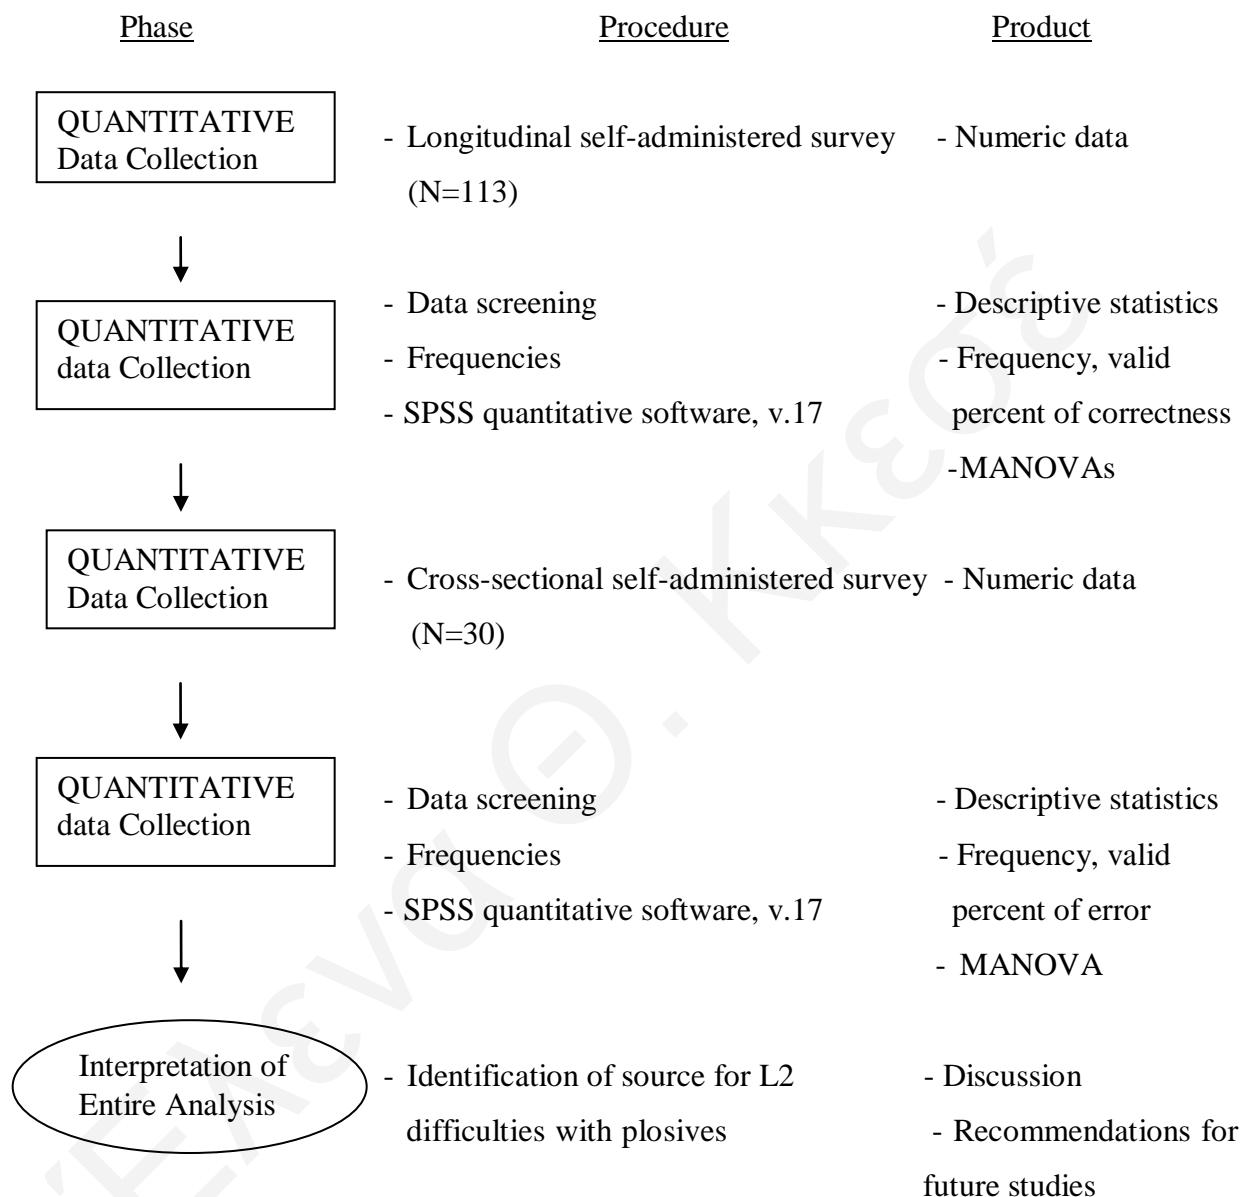 Phase Procedure Product
QUANTITATIVE
Data Collection
- Longitudinal self-administered survey
(N=113)
- Numeric data
QUANTITATIVE
data Collection
- Data screening
- Frequencies
- SPSS quantitative software, v.17
- Descriptive statistics
- Frequency, valid
percent of correctness
-MANOVAs
QUANTITATIVE
Data Collection
- Cross-sectional self-administered survey
(N=30)
- Numeric data
QUANTITATIVE
data Collection
- Data screening
- Frequencies
- SPSS quantitative software, v.17
- Descriptive statistics
- Frequency, valid
percent of error
- MANOVA
Interpretation of
Entire Analysis
- Identification of source for L2
difficulties with plosives
- Discussion
- Recommendations for
future studies
Έλενα Θ. Κκεσέ